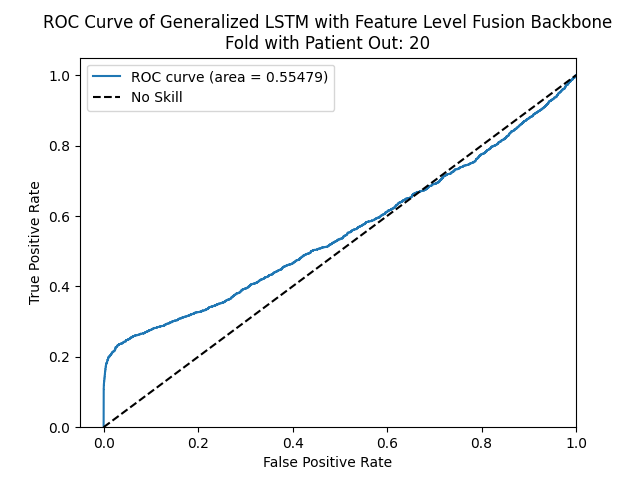 ROC Curve of Generalized LSTM with Feature Level Fusion Backbone
Fold with Patient Out: 20
ROC curve (area = 0.55479)
No Skill
1.0
0.8
0.6
0.4
0.2
0.0
True Positive Rate
0.0 0.2 0.4 0.6 0.8 1.0
False Positive Rate